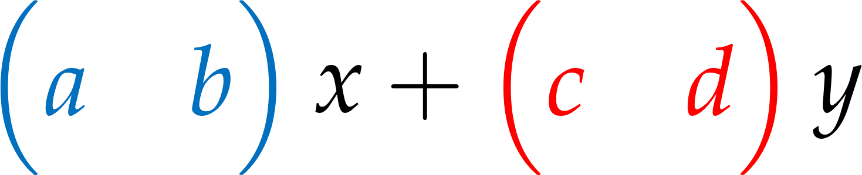 (a b) x + (c d) y